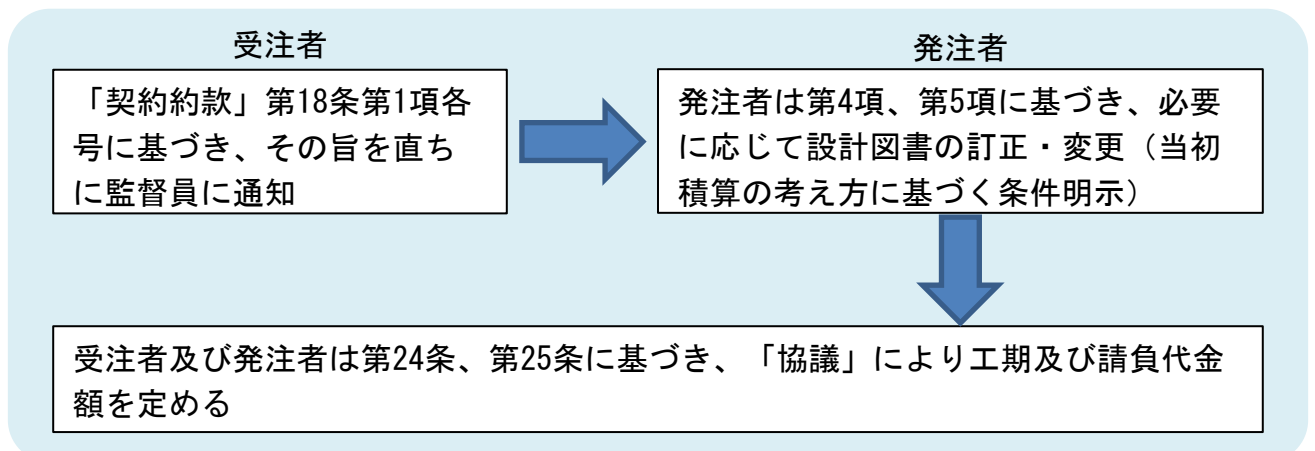 受注者
「契約約款」第18条第1項各
号に基づき、その旨を直ち
に監督員に通知
発注者
発注者は第4項、第5項に基づき、必要
に応じて設計図書の訂正・変更（当初
積算の考え方に基づく条件明示）
受注者及び発注者は第24条、第25条に基づき、「協議」により工期及び請負代金
額を定める